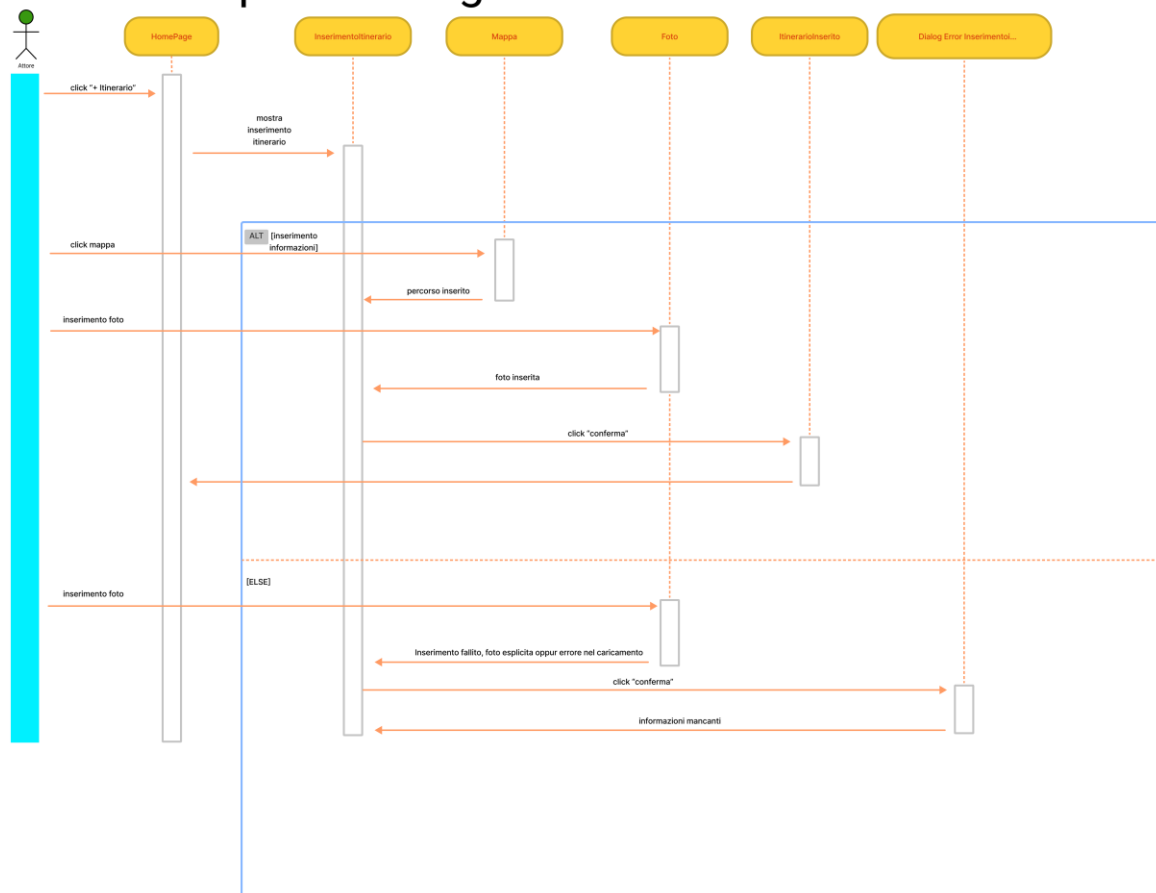 HomePage
InserimentoItinerario
Mappa
Foto
ItinerarioInserito
Dialog Error Inserimentoi...
Attore
click "+ Itinerario"
mostra
inserimento
itinerario
ALT
[inserimento
informazioni]
click mappa
percorso inserito
inserimento foto
foto inserita
click "conferma"
[ELSE]
inserimento foto
Inserimento fallito, foto esplicita oppur errore nel caricamento
click "conferma"
informazioni mancanti